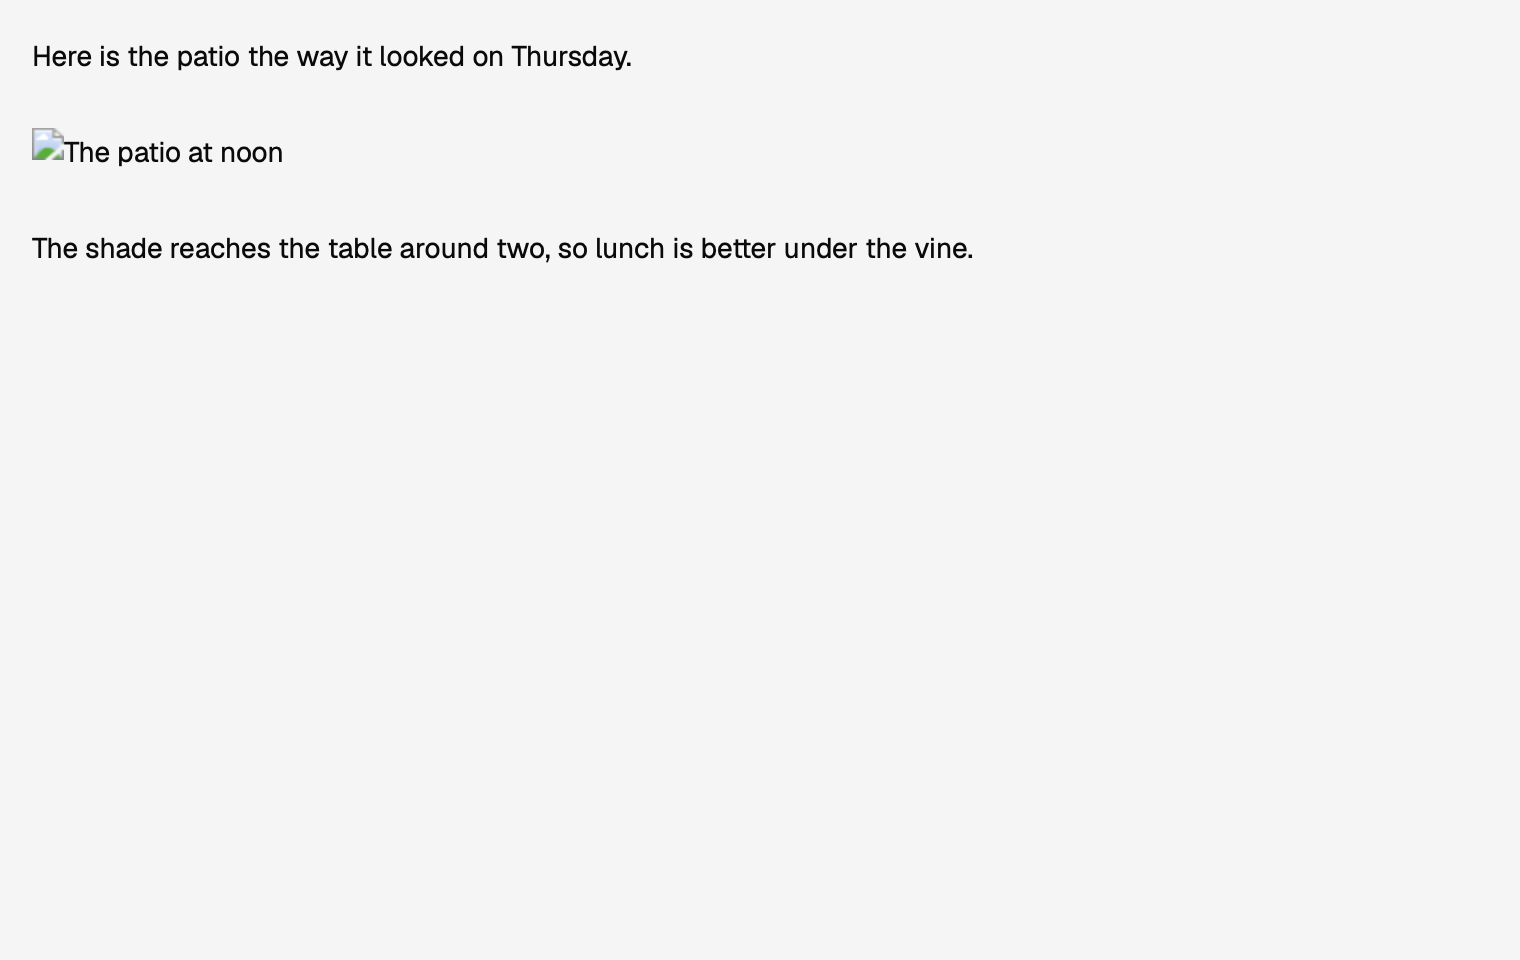 Here is the patio the way it looked on Thursday.
The patio at noon
The shade reaches the table around two, so lunch is better under the vine.